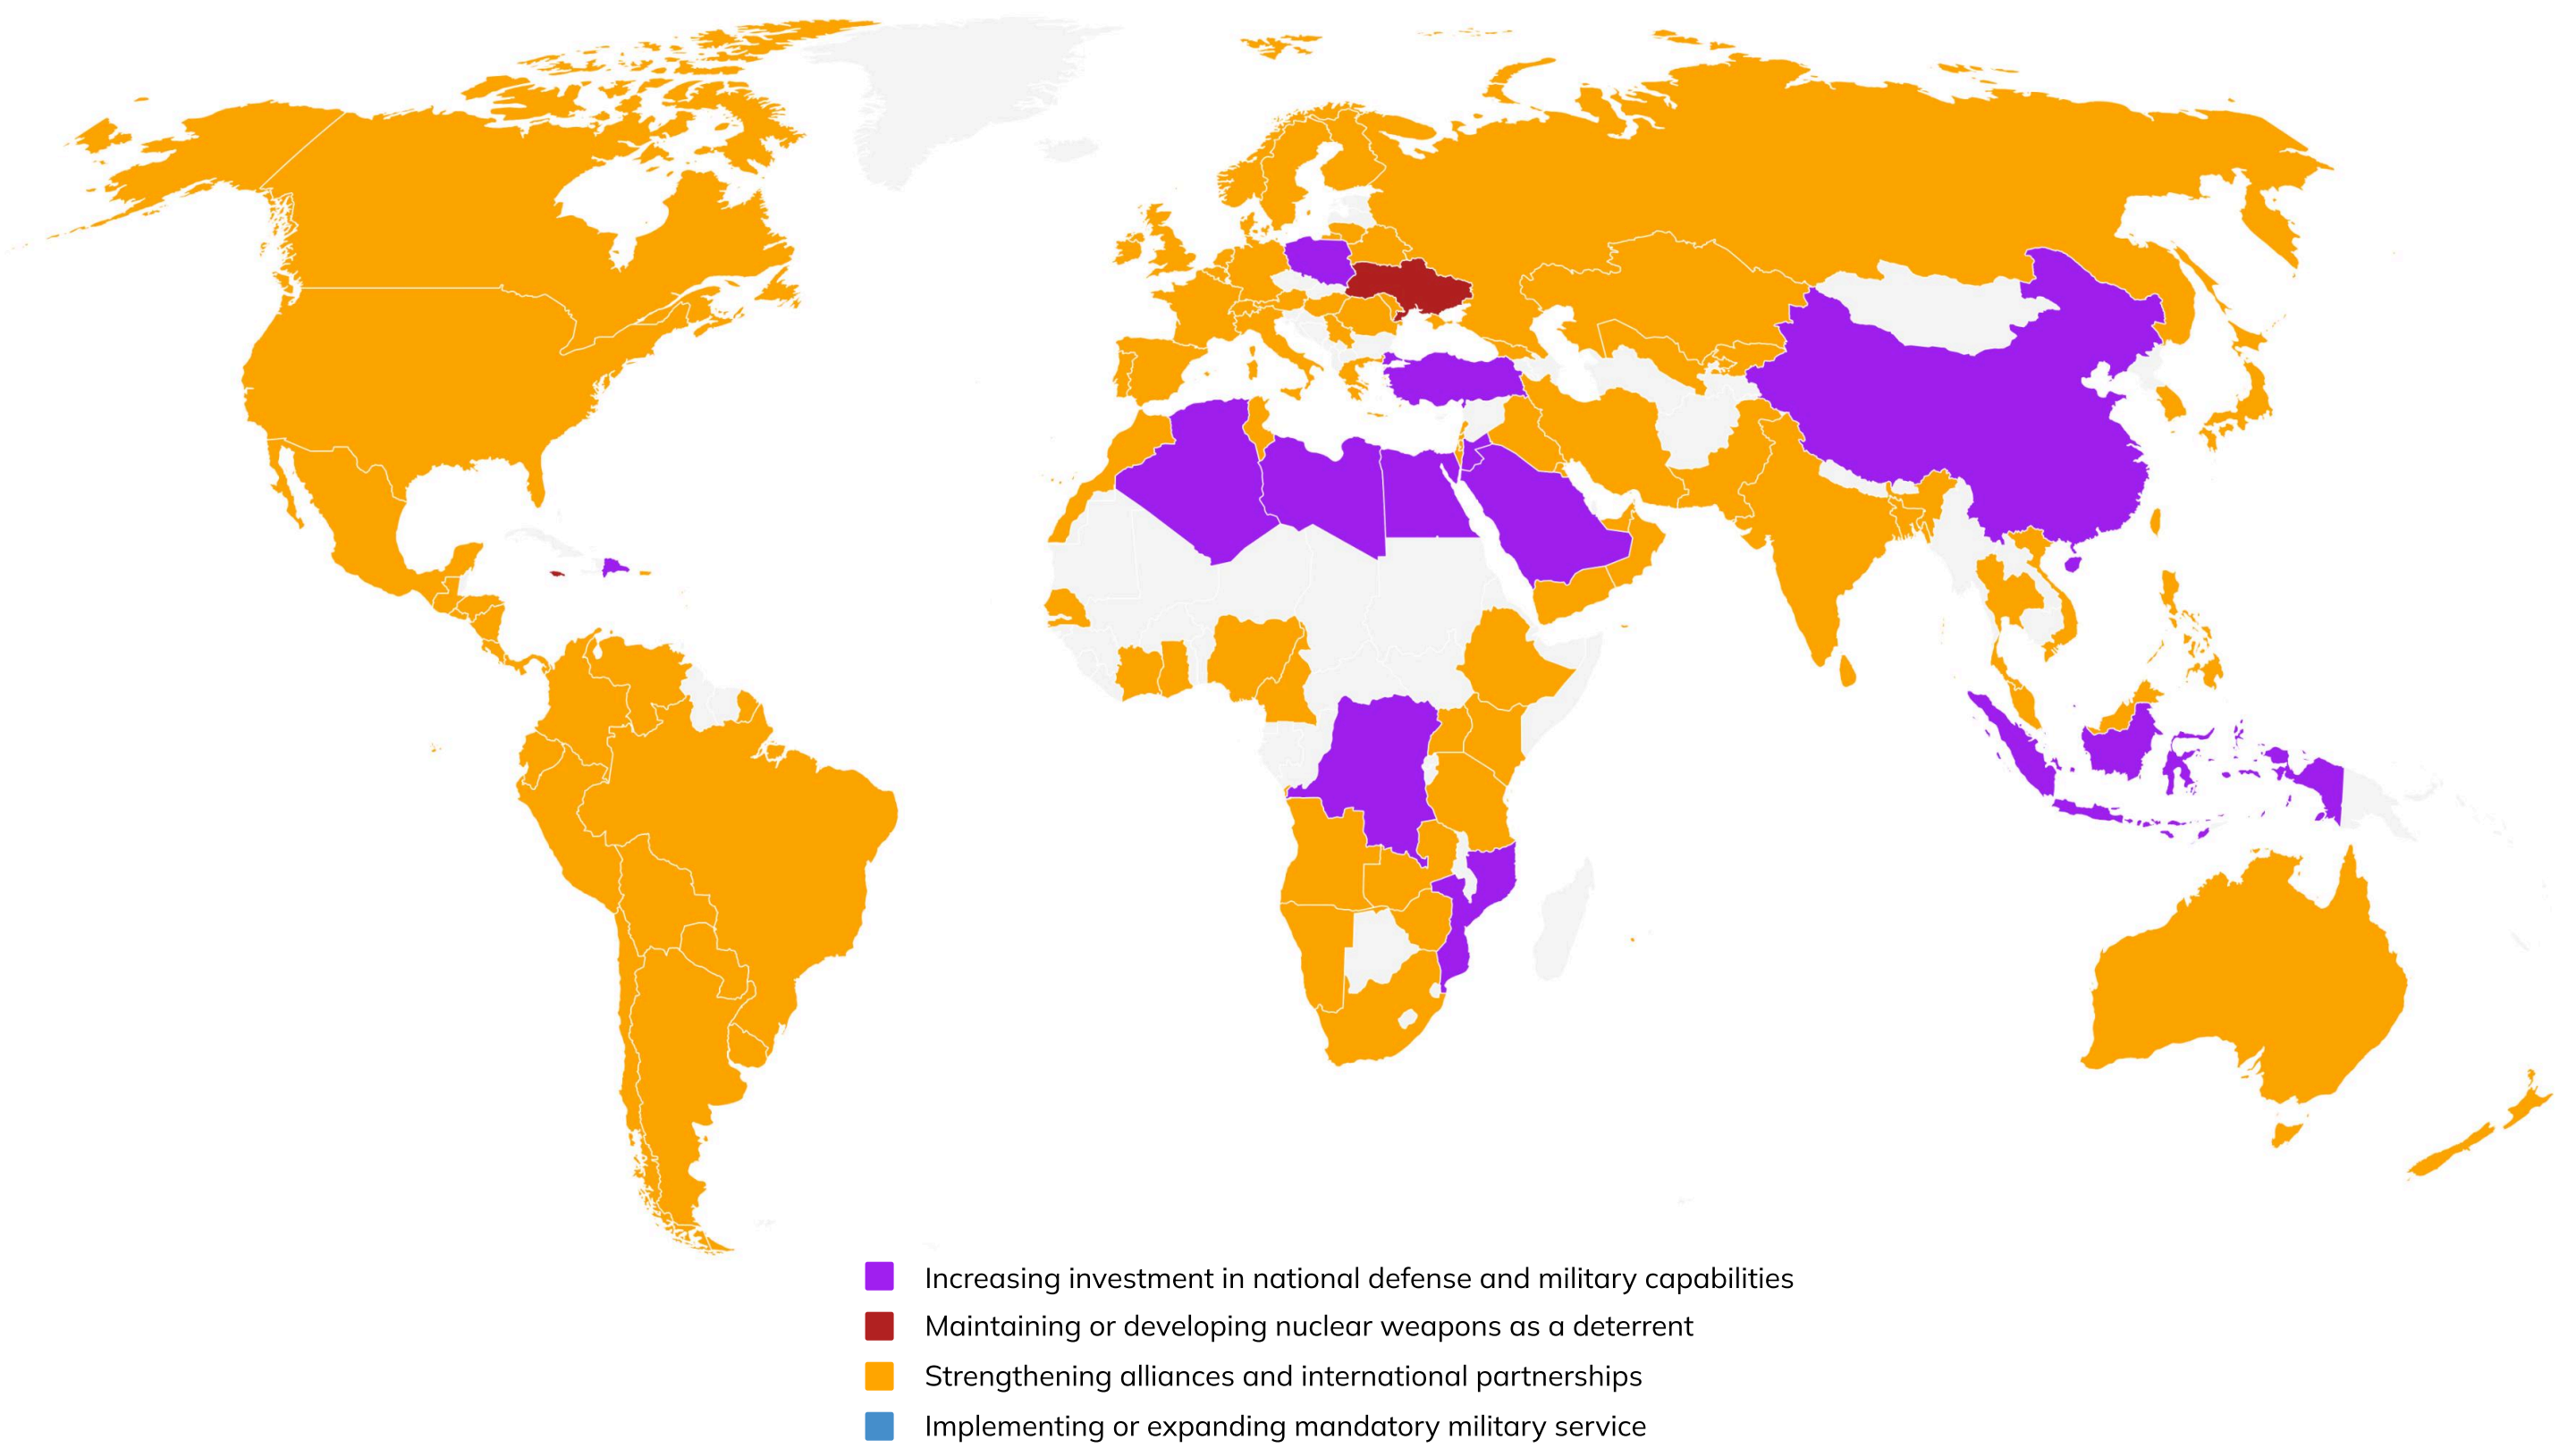 Increasing investment in national defense and military capabilities
Maintaining or developing nuclear weapons as a deterrent
Strengthening alliances and international partnerships
Implementing or expanding mandatory military service